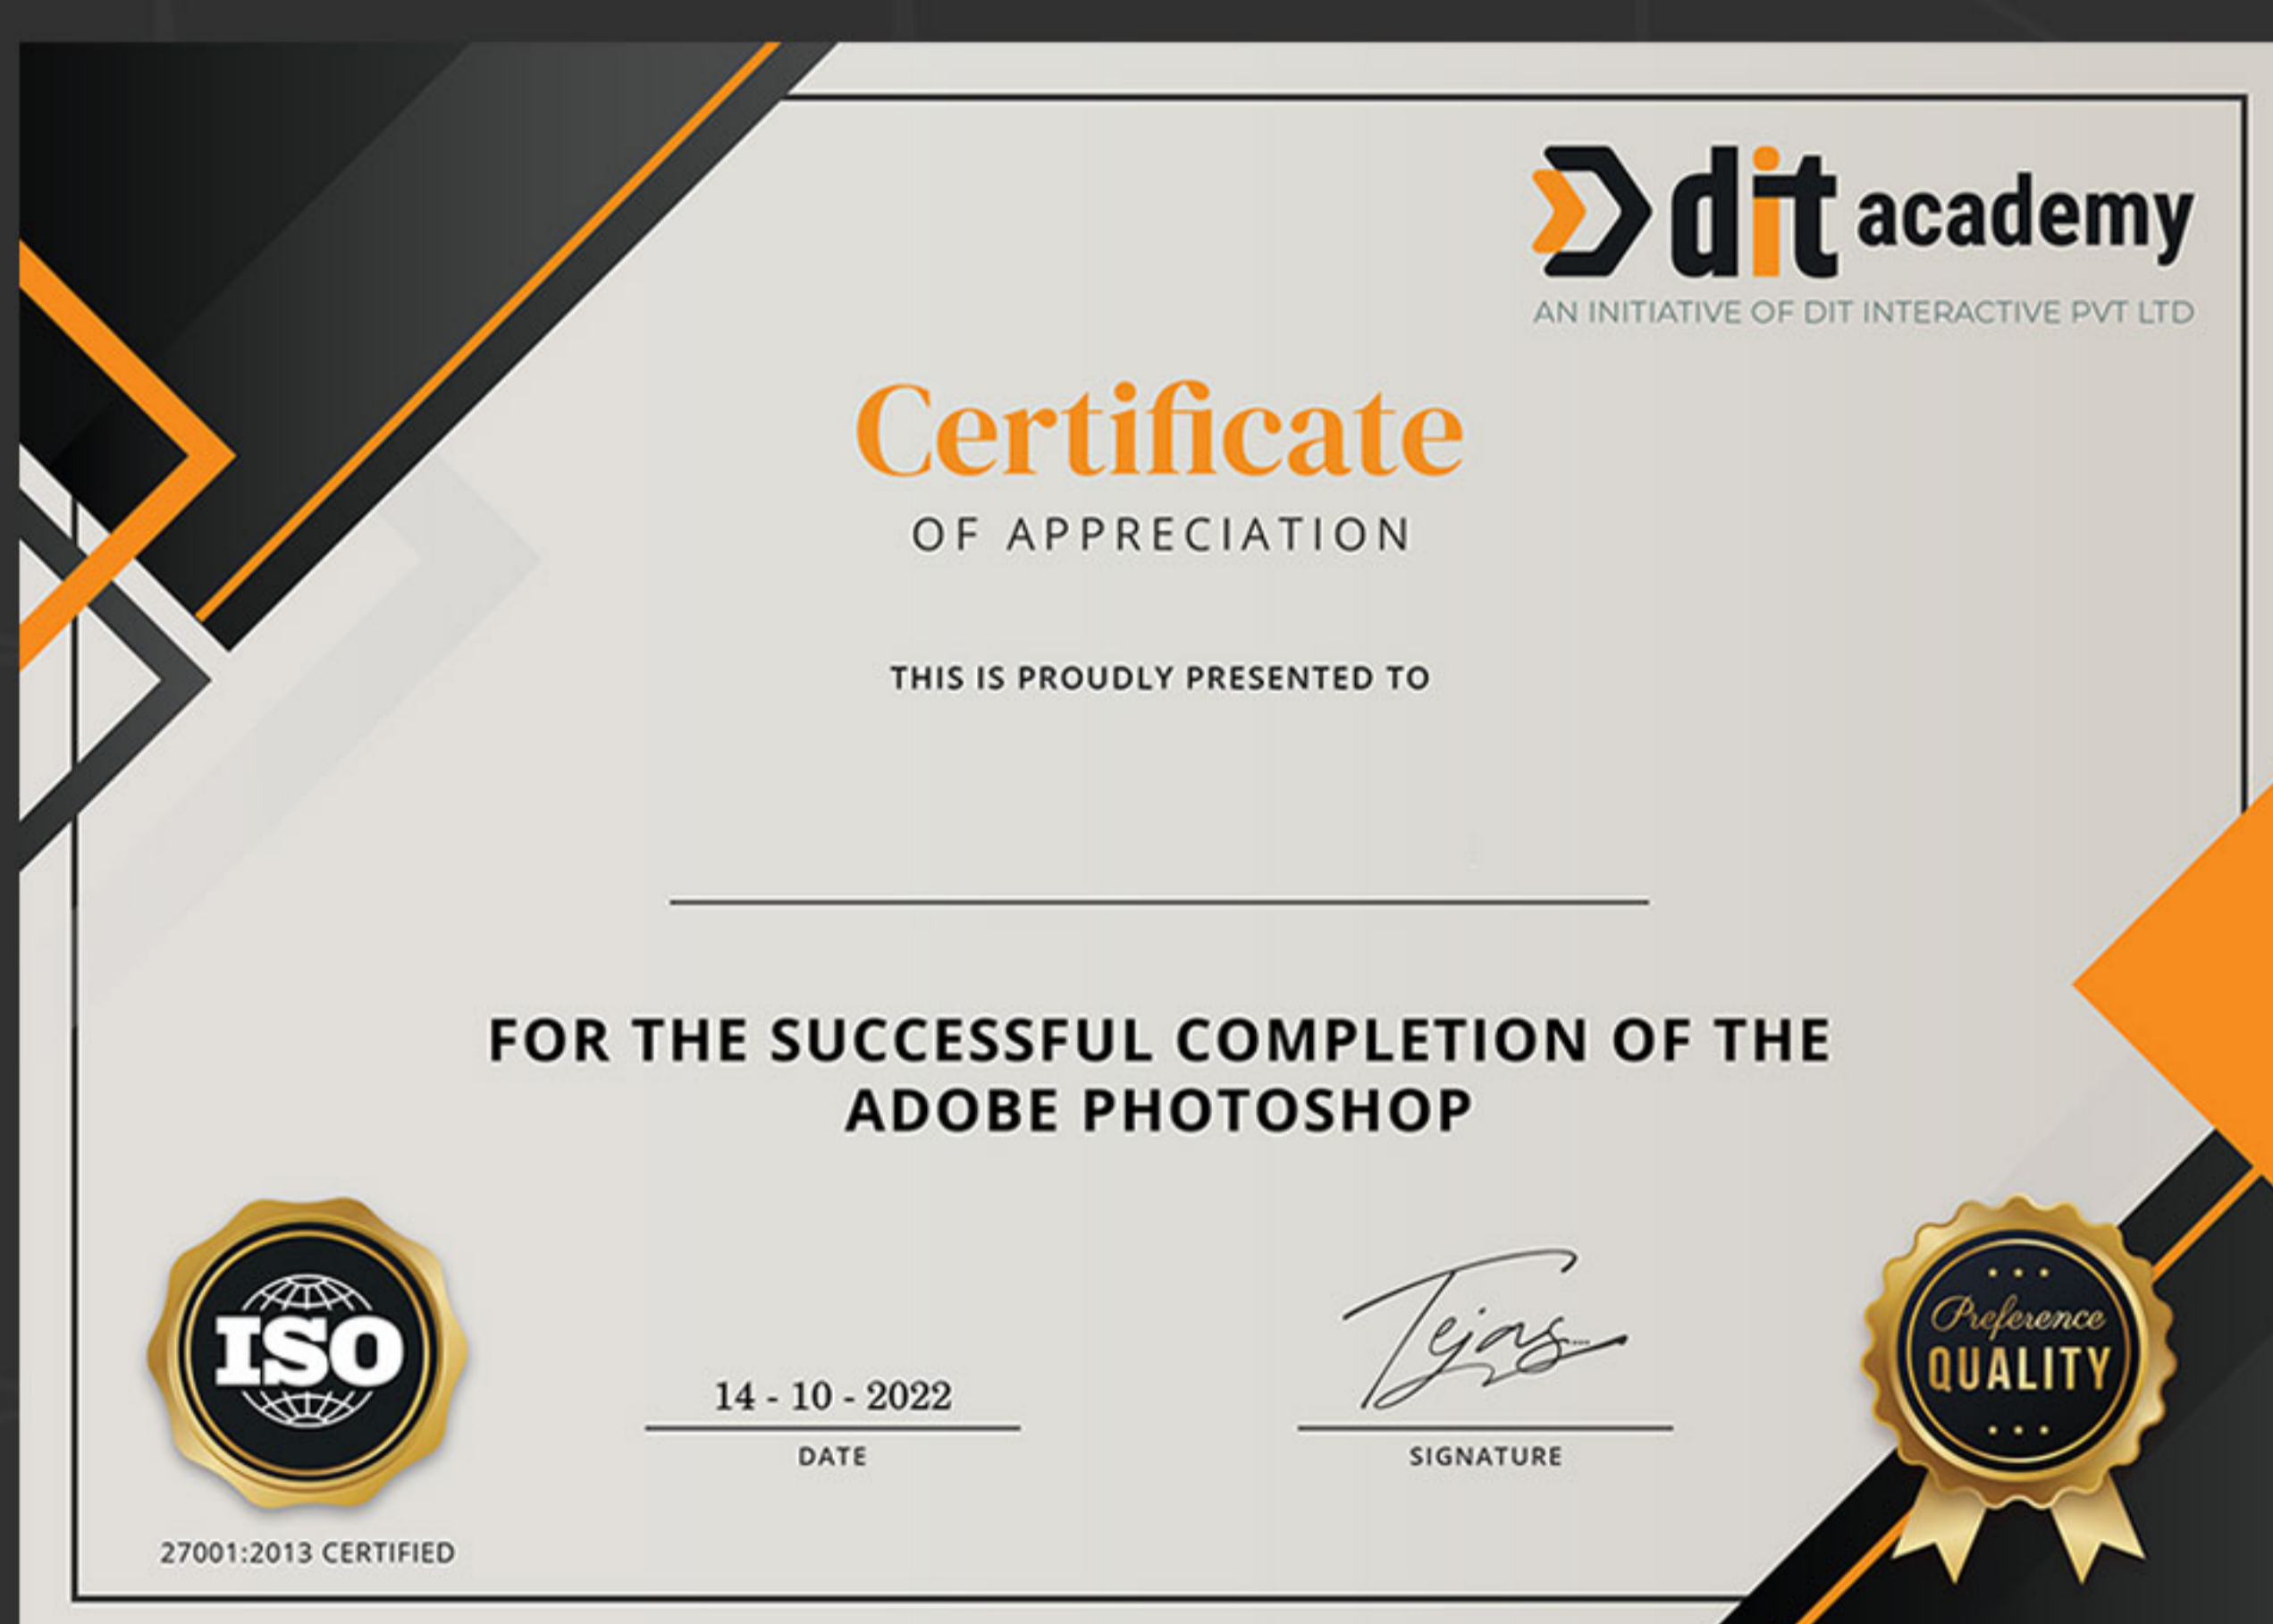 dit academy
AN INITIATIVE OF DIT INTERACTIVE PVT LTD
Certificate
OF APPRECIATION
THIS IS PROUDLY PRESENTED TO
FOR THE SUCCESSFUL COMPLETION OF THE
ADOBE PHOTOSHOP
ISO
27001:2013 CERTIFIED
14 - 10 - 2022
DATE
Tejas
SIGNATURE
Preference
QUALITY